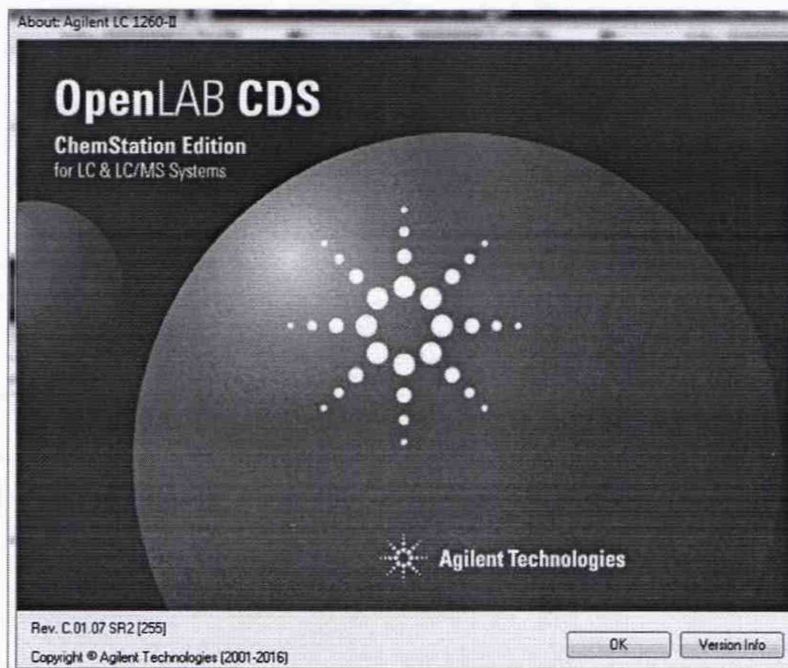 About: Agilent LC 1260-II
OpenLAB CDS
ChemStation Edition
for LC & LC/MS Systems
Agilent Technologies
Rev. C.01.07 SR2 [255]
Copyright © Agilent Technologies (2001-2016)
OK
Version Info